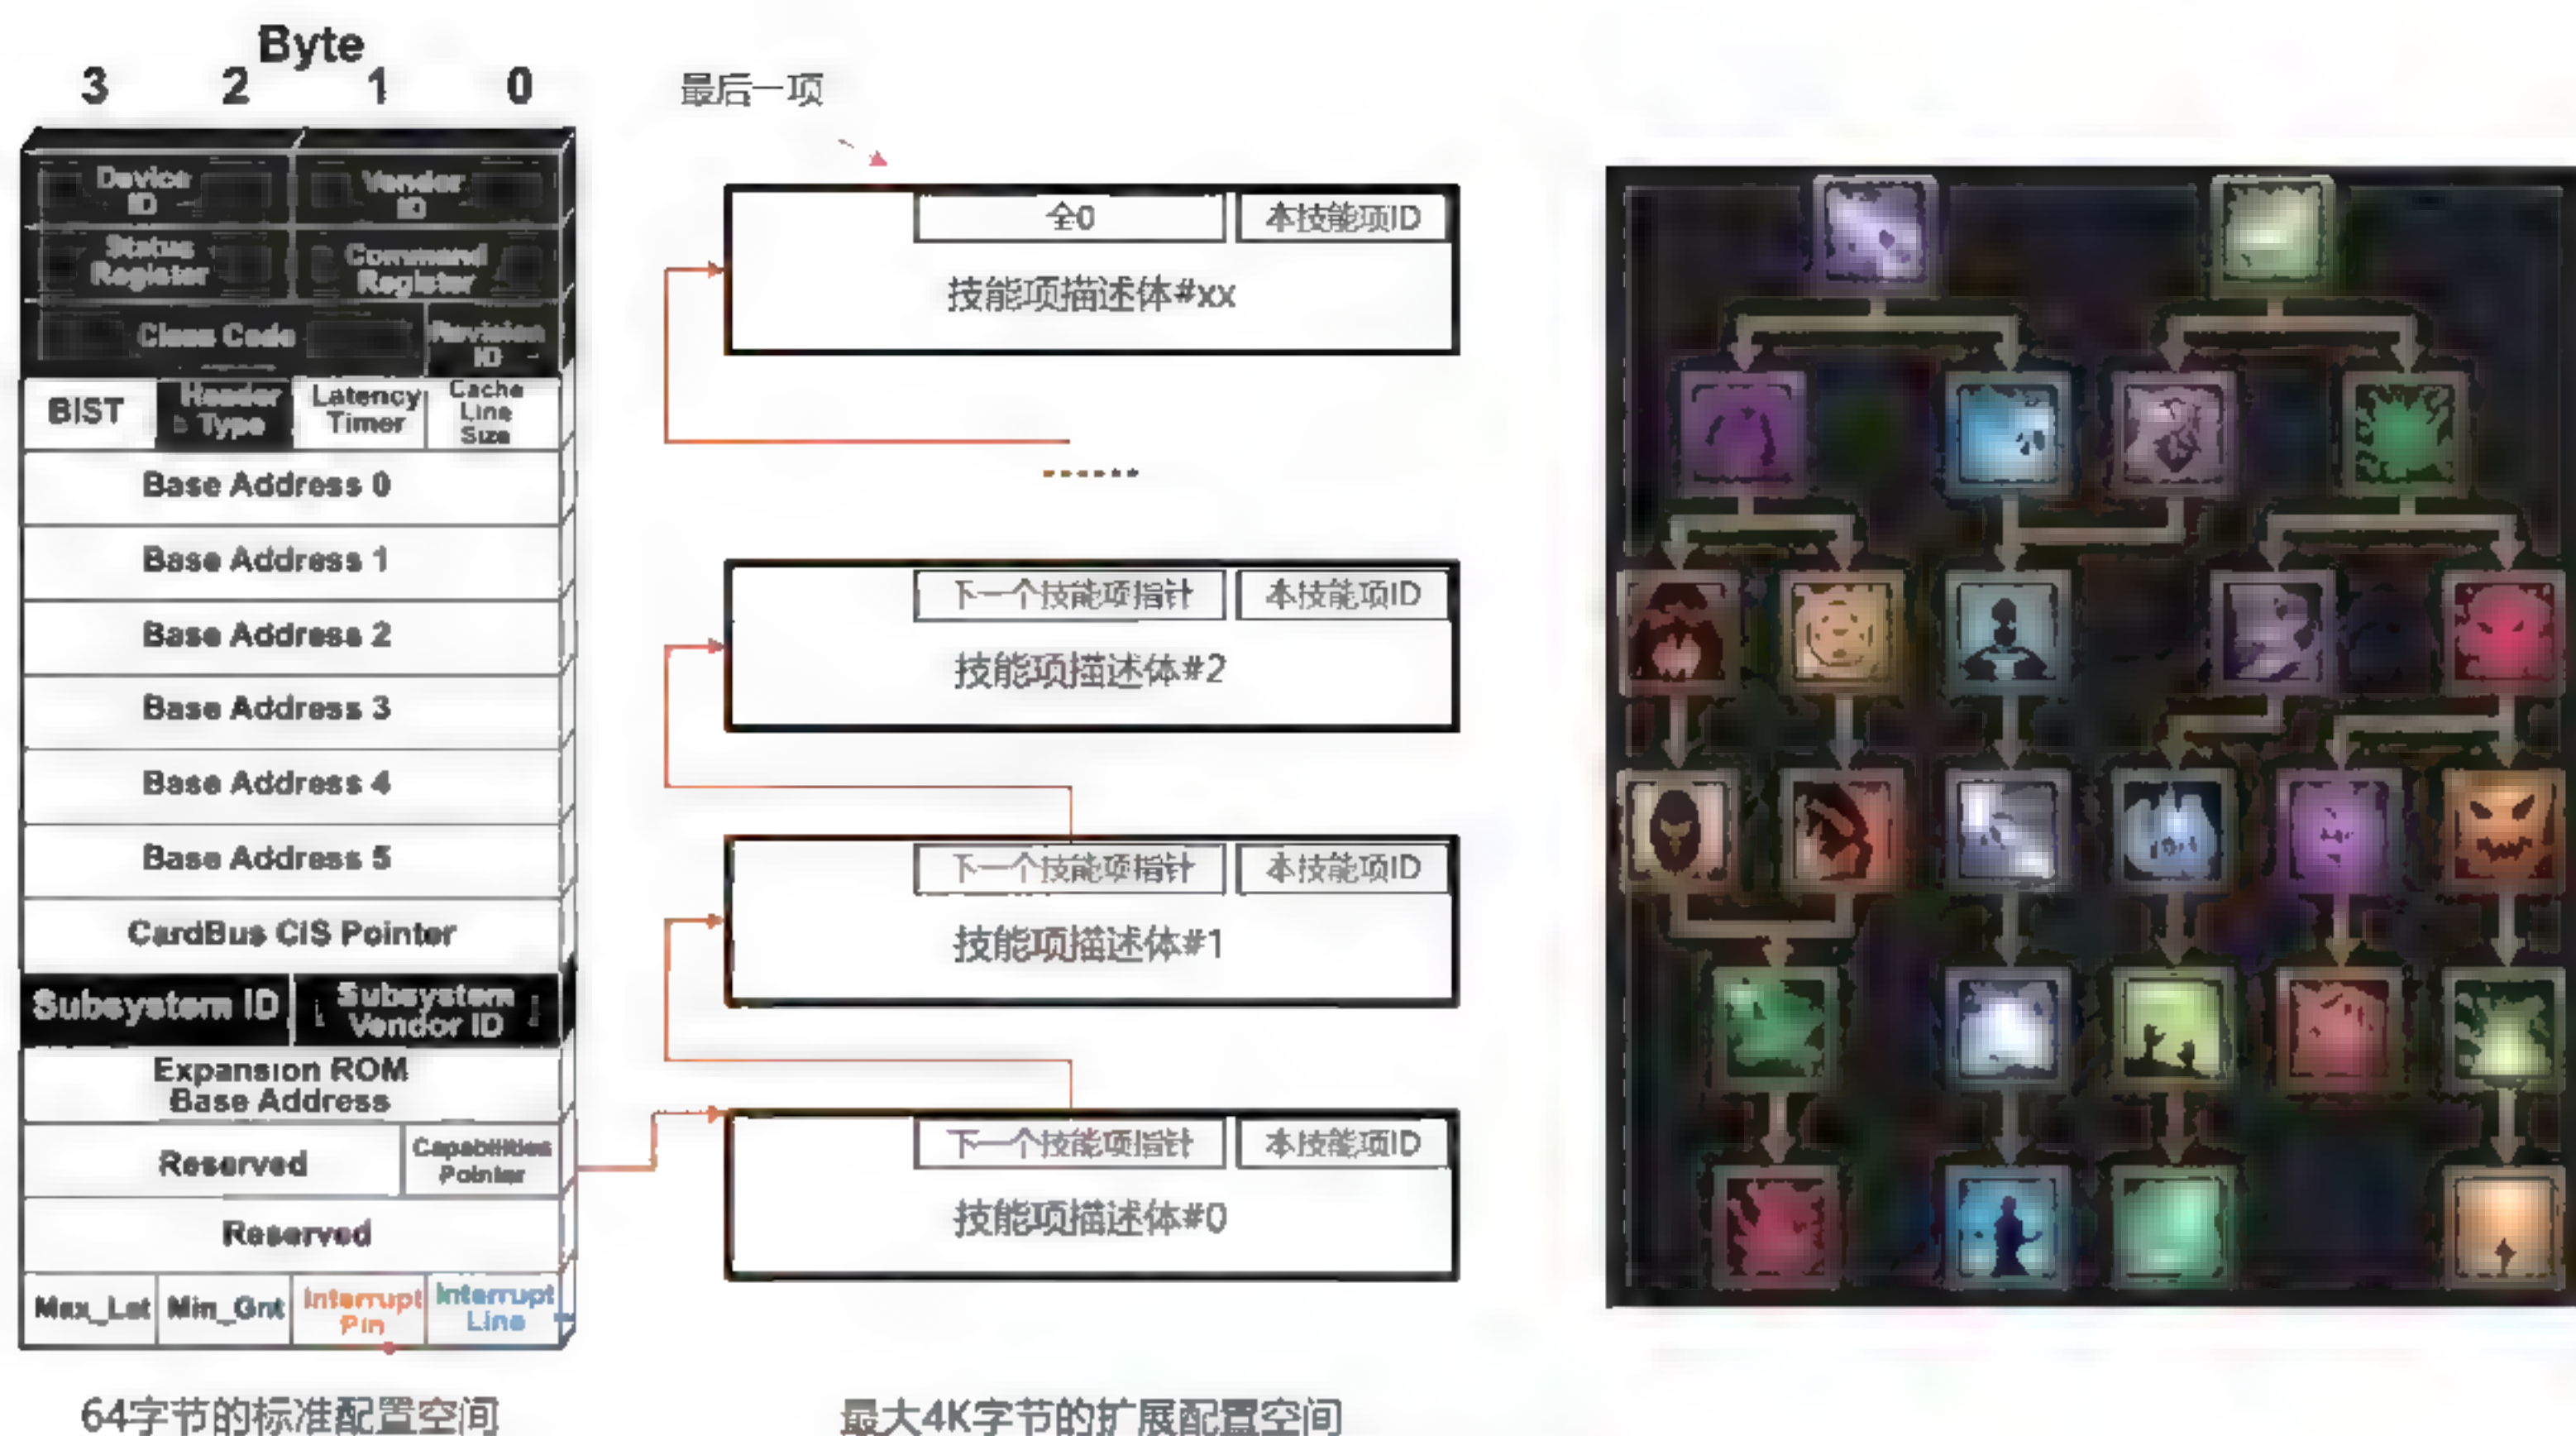 Byte
3 2 1 0
Device
ID
Vendor
ID
Status
Register
Command
Register
Class Code
Revision
ID
BIST
Header
Type
Latency
Timer
Cache
Line
Size
Base Address 0
Base Address 1
Base Address 2
Base Address 3
Base Address 4
Base Address 5
CardBus CIS Pointer
Subsystem ID
Subsystem
Vendor ID
Expansion ROM
Base Address
Reserved
Capabilities
Pointer
Reserved
Max_Lat
Min_Gnt
Interrupt
Pin
Interrupt
Line
64字节的标准配置空间
最后一项
全0
本技能项ID
技能项描述体#xx
······
下一个技能项指针
本技能项ID
技能项描述体#2
下一个技能项指针
本技能项ID
技能项描述体#1
下一个技能项指针
本技能项ID
技能项描述体#0
最大4K字节的扩展配置空间